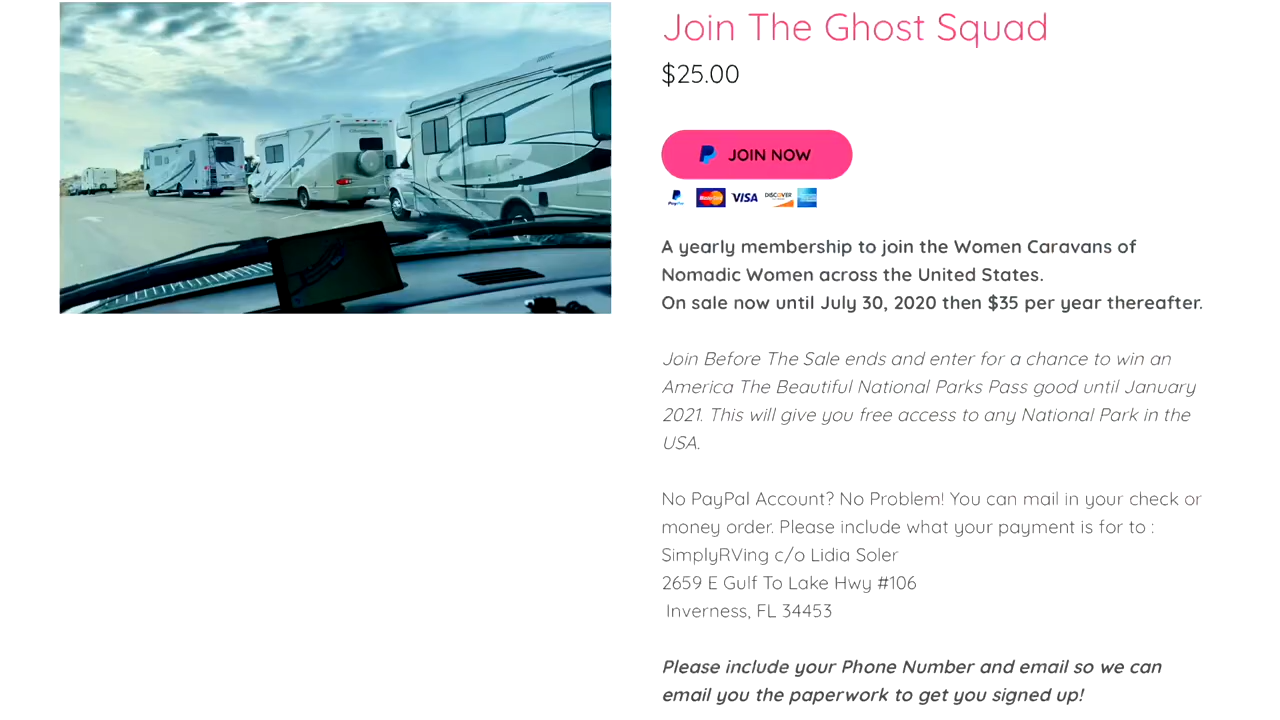 Join The Ghost Squad
$25.00
JOIN NOW
PayPal MasterCard VISA DISCOVER
A yearly membership to join the Women Caravans of
Nomadic Women across the United States.
On sale now until July 30, 2020 then $35 per year thereafter.
Join Before The Sale ends and enter for a chance to win an
America The Beautiful National Parks Pass good until January
2021. This will give you free access to any National Park in the
USA.
No PayPal Account? No Problem! You can mail in your check or
money order. Please include what your payment is for to :
SimplyRVing c/o Lidia Soler
2659 E Gulf To Lake Hwy #106
Inverness, FL 34453
Please include your Phone Number and email so we can
email you the paperwork to get you signed up!